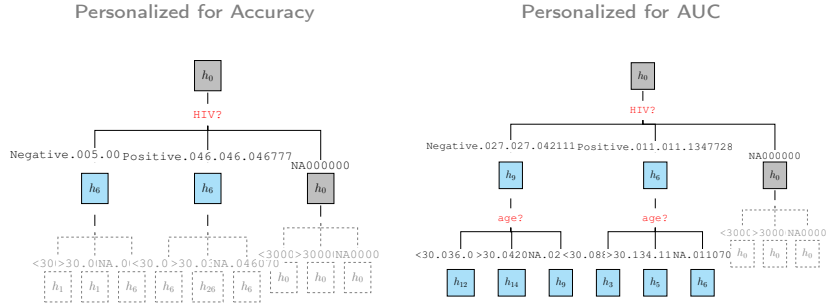 Personalized for Accuracy
h0
HIV?
Negative.005.00
Positive.046.046.046777
NA000000
h6
h6
h0
h1
h1
h6
h6
h26
h6
h0
h0
h0
Personalized for AUC
h0
HIV?
Negative.027.027.042111
Positive.011.011.1347728
NA000000
h9
h6
h0
age?
age?
<30.036.0
>30.0420
NA.02
>30.134.11
NA.011070
h12
h14
h9
h3
h5
h6
h0
h0
h0